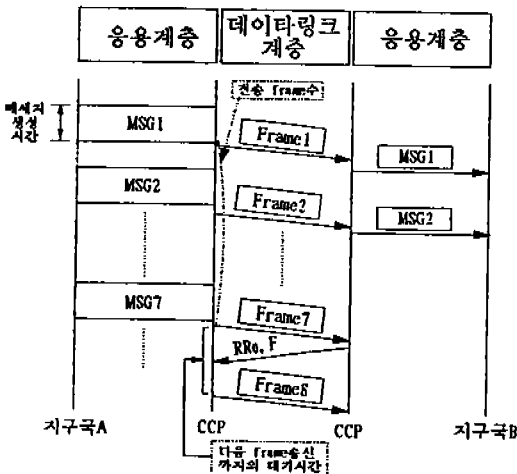 응용계층
데이타링크
계층
응용계층
전송 frame수
메세지
생성
시간
MSG1
Frame1
MSG1
MSG2
Frame2
MSG2
MSG7
Frame7
RR0, F
Frame8
지구국A
CCP
CCP
지구국B
다음 frame송신
까지의 대기시간